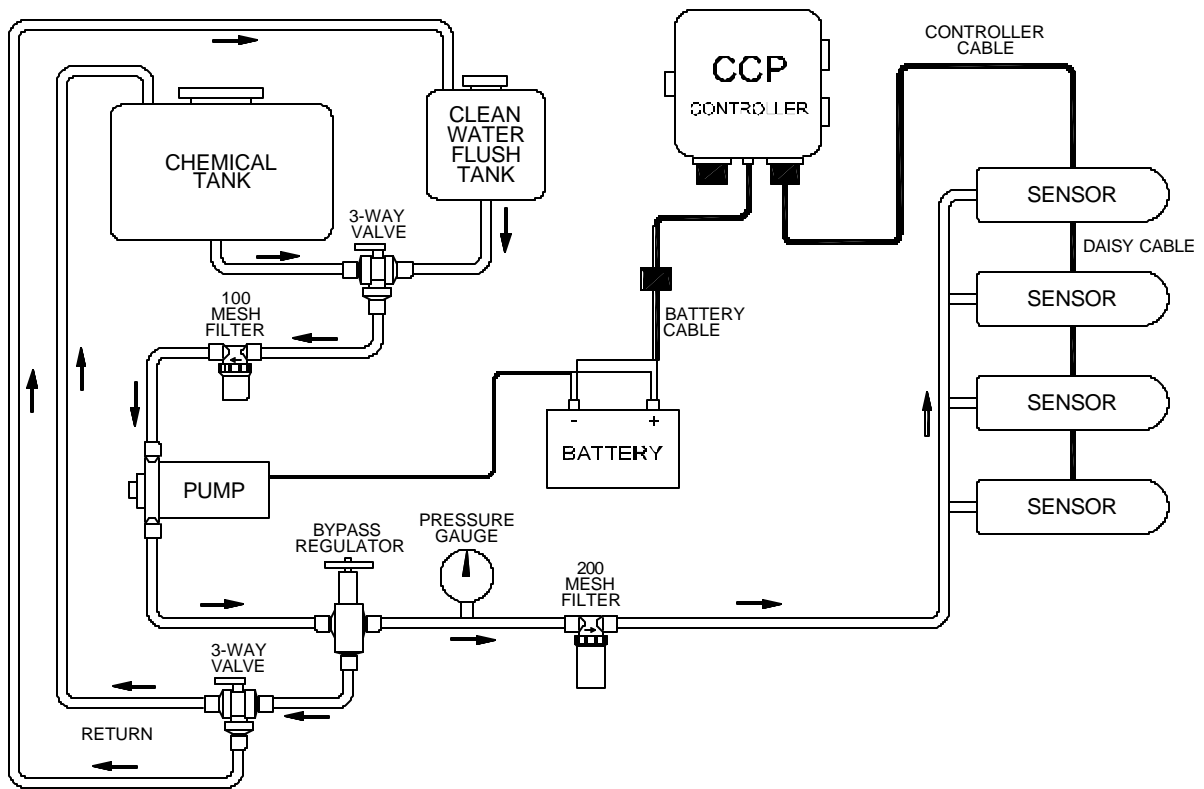 CONTROLLER
CABLE
CCP
CONTROLLER
CHEMICAL
TANK
CLEAN
WATER
FLUSH
TANK
3-WAY
VALVE
SENSOR
DAISY CABLE
SENSOR
100
MESH
FILTER
BATTERY
CABLE
SENSOR
- +
BATTERY
PUMP
SENSOR
BYPASS
REGULATOR
PRESSURE
GAUGE
200
MESH
FILTER
3-WAY
VALVE
RETURN